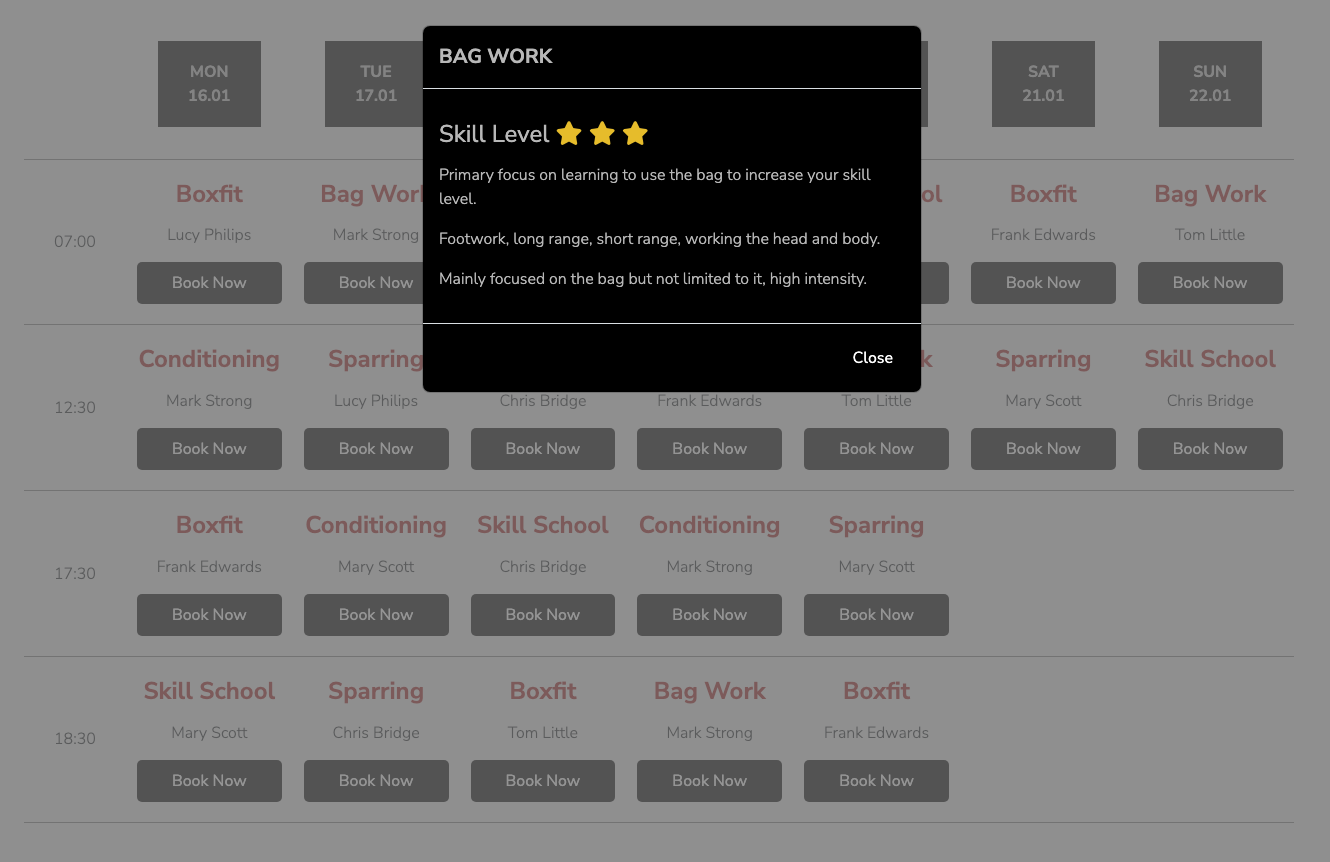 BAG WORK
Skill Level
Primary focus on learning to use the bag to increase your skill
level.
Footwork, long range, short range, working the head and body.
Mainly focused on the bag but not limited to it, high intensity.
Close
MON TUE SAT SUN
16.01 17.01 21.01 22.01
Boxfit Bag Work Boxfit Bag Work
07:00
Lucy Philips Mark Strong Frank Edwards Tom Little
Book Now Book Now Book Now Book Now
Conditioning Sparring Sparring Skill School
12:30
Mark Strong Lucy Philips Chris Bridge Frank Edwards Tom Little Mary Scott Chris Bridge
Book Now Book Now Book Now Book Now Book Now Book Now Book Now
Boxfit Conditioning Skill School Conditioning Sparring
17:30
Frank Edwards Mary Scott Chris Bridge Mark Strong Mary Scott
Book Now Book Now Book Now Book Now Book Now
Skill School Sparring Boxfit Bag Work Boxfit
18:30
Mary Scott Chris Bridge Tom Little Mark Strong Frank Edwards
Book Now Book Now Book Now Book Now Book Now